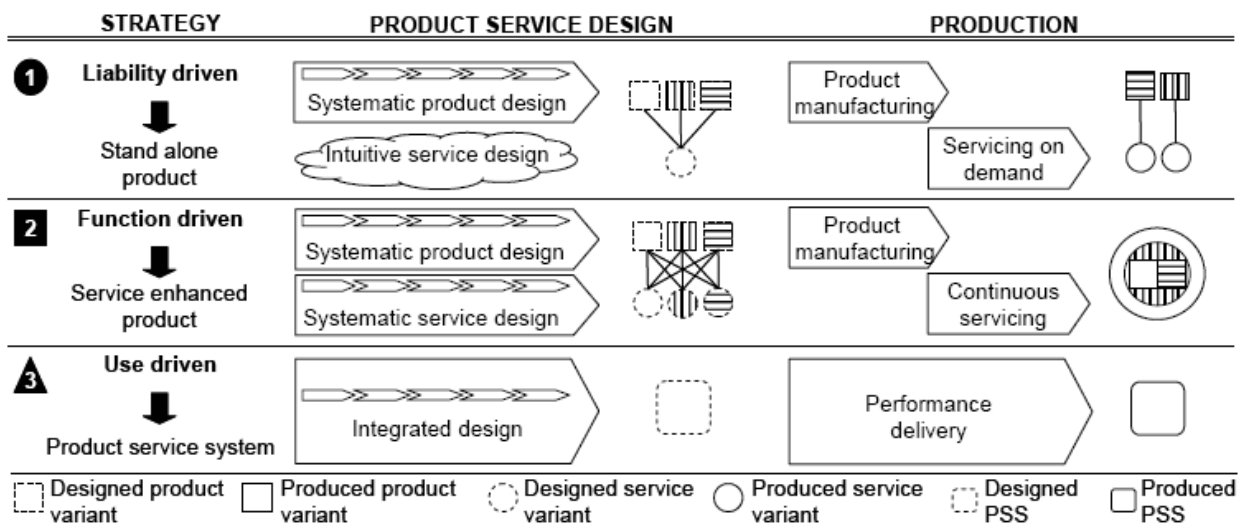 STRATEGY PRODUCT SERVICE DESIGN PRODUCTION
1 Liability driven
Stand alone
product
Systematic product design
Intuitive service design
Product
manufacturing
Servicing on
demand
2 Function driven
Service enhanced
product
Systematic product design
Systematic service design
Product
manufacturing
Continuous
servicing
3 Use driven
Product service system
Integrated design
Performance
delivery
Designed product
variant
Produced product
variant
Designed service
variant
Produced service
variant
Designed
PSS
Produced
PSS